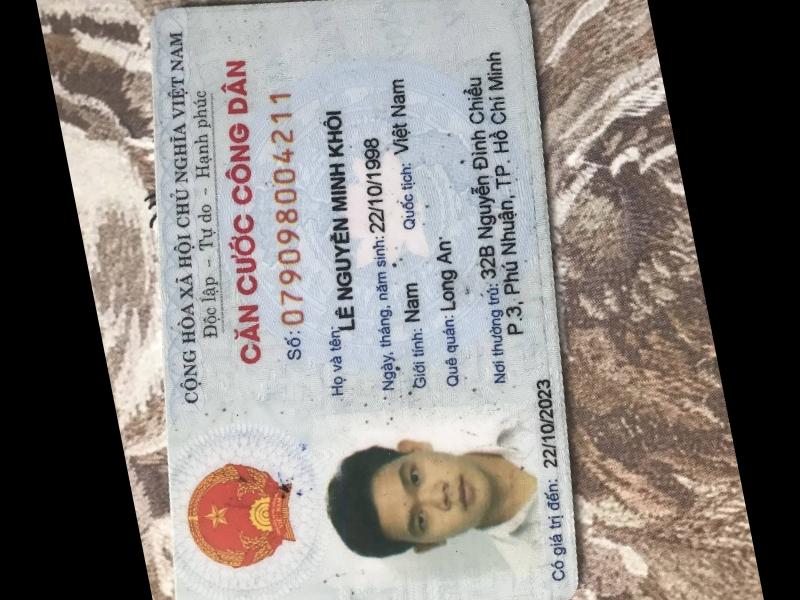 CỘNG HÒA XÃ HỘI CHỦ NGHĨA VIỆT NAM
Độc lập - Tự do - Hạnh phúc
CĂN CƯỚC CÔNG DÂN
Số: 079098004211
Họ và tên: LÊ NGUYÊN MINH KHÔI
Ngày, tháng, năm sinh: 22/10/1998
Giới tính: Nam Quốc tịch: Việt Nam
Quê quán: Long An
Nơi thường trú: 32B Nguyễn Đình Chiểu
P.3, Phú Nhuận, TP. Hồ Chí Minh
Có giá trị đến: 22/10/2023